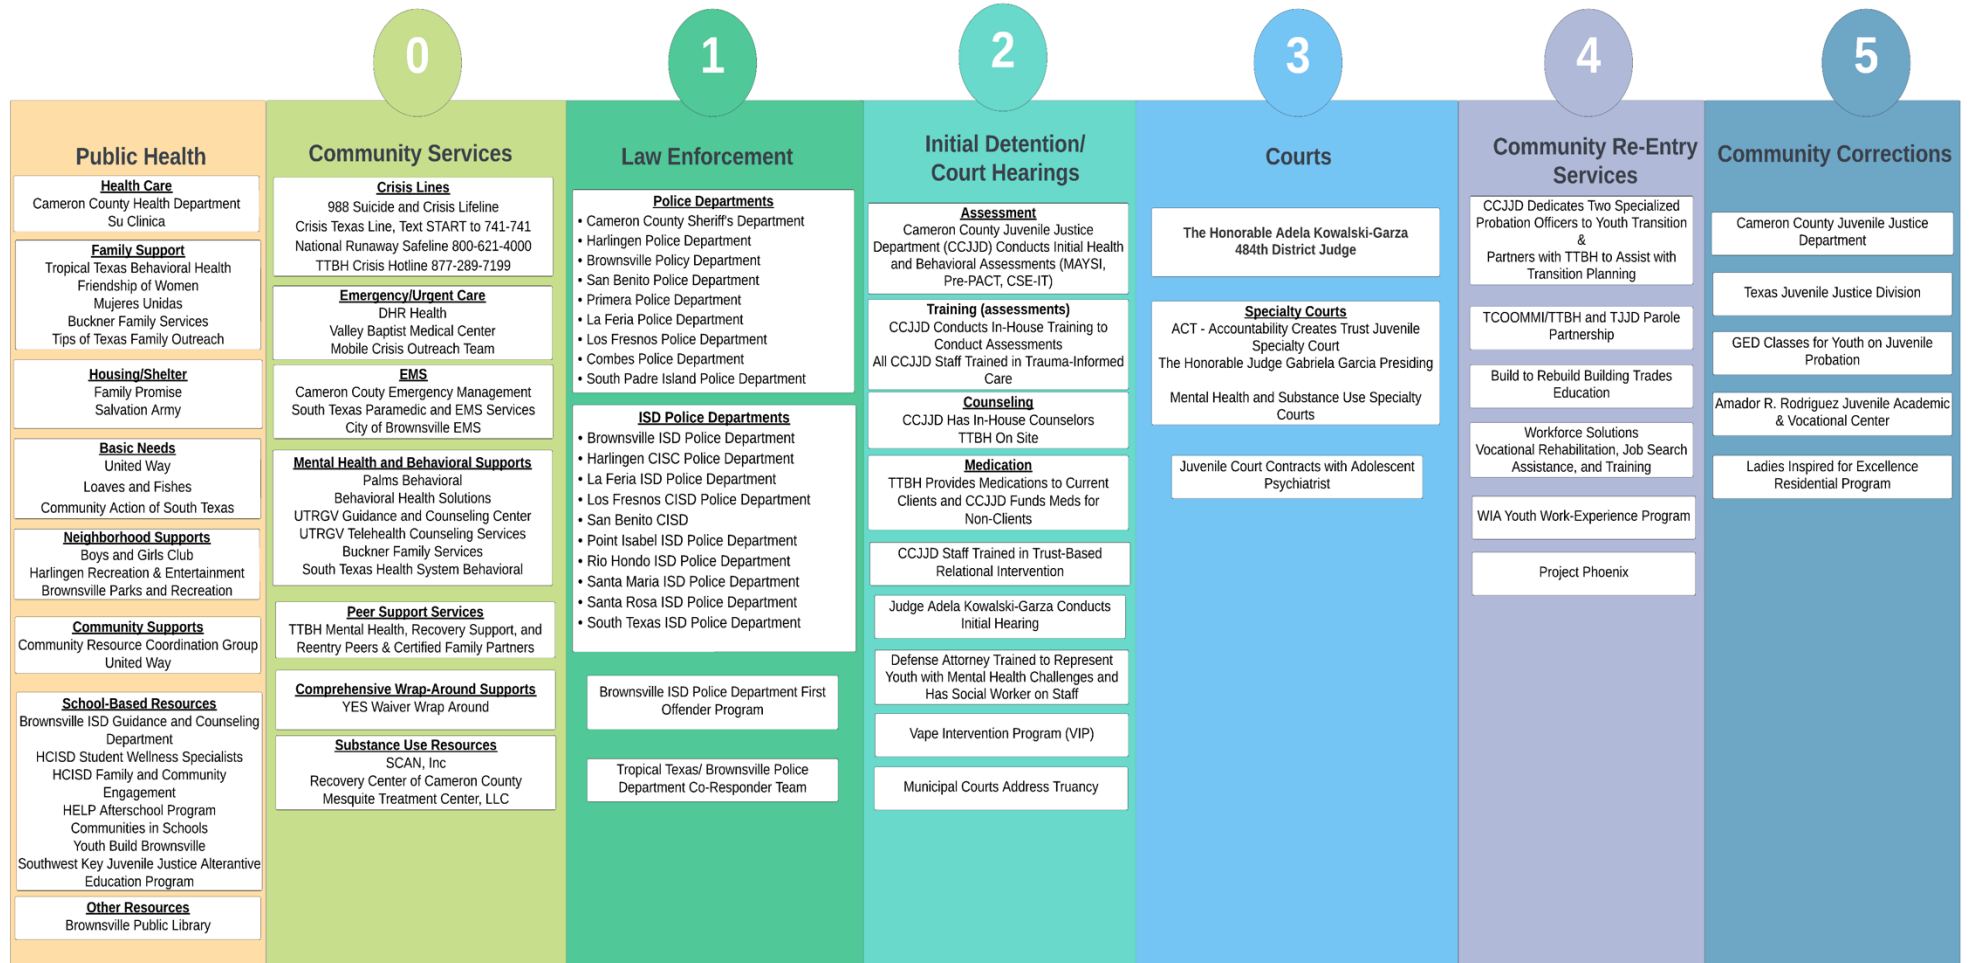 0
1
2
3
4
5
Public Health
Health Care
Cameron County Health Department
Su Clinica
Family Support
Tropical Texas Behavioral Health
Friendship of Women
Mujeres Unidas
Buckner Family Services
Tips of Texas Family Outreach
Housing/Shelter
Family Promise
Salvation Army
Basic Needs
United Way
Loaves and Fishes
Community Action of South Texas
Neighborhood Supports
Boys and Girls Club
Harlingen Recreation & Entertainment
Brownsville Parks and Recreation
Community Supports
Community Resource Coordination Group
United Way
School-Based Resources
Brownsville ISD Guidance and Counseling
Department
HCISD Student Wellness Specialists
HCISD Family and Community
Engagement
HELP Afterschool Program
Communities in Schools
Youth Build Brownsville
Southwest Key Juvenile Justice Alterantive
Education Program
Other Resources
Brownsville Public Library
Community Services
Crisis Lines
988 Suicide and Crisis Lifeline
Crisis Texas Line, Text START to 741-741
National Runaway Safeline 800-621-4000
TTBH Crisis Hotline 877-289-7199
Emergency/Urgent Care
DHR Health
Valley Baptist Medical Center
Mobile Crisis Outreach Team
EMS
Cameron Couty Emergency Management
South Texas Paramedic and EMS Services
City of Brownsville EMS
Mental Health and Behavioral Supports
Palms Behavioral
Behavioral Health Solutions
UTRGV Guidance and Counseling Center
UTRGV Telehealth Counseling Services
Buckner Family Services
South Texas Health System Behavioral
Peer Support Services
TTBH Mental Health, Recovery Support, and
Reentry Peers & Certified Family Partners
Comprehensive Wrap-Around Supports
YES Waiver Wrap Around
Substance Use Resources
SCAN, Inc
Recovery Center of Cameron County
Mesquite Treatment Center, LLC
Law Enforcement
Police Departments
• Cameron County Sheriff's Department
• Harlingen Police Department
• Brownsville Policy Department
• San Benito Police Department
• Primera Police Department
• La Feria Police Department
• Los Fresnos Police Department
• Combes Police Department
• South Padre Island Police Department
ISD Police Departments
• Brownsville ISD Police Department
• Harlingen CISC Police Department
• La Feria ISD Police Department
• Los Fresnos CISD Police Department
• San Benito CISD
• Point Isabel ISD Police Department
• Rio Hondo ISD Police Department
• Santa Maria ISD Police Department
• Santa Rosa ISD Police Department
• South Texas ISD Police Department
Brownsville ISD Police Department First
Offender Program
Tropical Texas/ Brownsville Police
Department Co-Responder Team
Initial Detention/
Court Hearings
Assessment
Cameron County Juvenile Justice
Department (CCJJD) Conducts Initial Health
and Behavioral Assessments (MAYSI,
Pre-PACT, CSE-IT)
Training (assessments)
CCJJD Conducts In-House Training to
Conduct Assessments
All CCJJD Staff Trained in Trauma-Informed
Care
Counseling
CCJJD Has In-House Counselors
TTBH On Site
Medication
TTBH Provides Medications to Current
Clients and CCJJD Funds Meds for
Non-Clients
CCJJD Staff Trained in Trust-Based
Relational Intervention
Judge Adela Kowalski-Garza Conducts
Initial Hearing
Defense Attorney Trained to Represent
Youth with Mental Health Challenges and
Has Social Worker on Staff
Vape Intervention Program (VIP)
Municipal Courts Address Truancy
Courts
The Honorable Adela Kowalski-Garza
484th District Judge
Specialty Courts
ACT - Accountability Creates Trust Juvenile
Specialty Court
The Honorable Judge Gabriela Garcia Presiding
Mental Health and Substance Use Specialty
Courts
Juvenile Court Contracts with Adolescent
Psychiatrist
Community Re-Entry
Services
CCJJD Dedicates Two Specialized
Probation Officers to Youth Transition
&
Partners with TTBH to Assist with
Transition Planning
TCOOMMI/TTBH and TJJD Parole
Partnership
Build to Rebuild Building Trades
Education
Workforce Solutions
Vocational Rehabilitation, Job Search
Assistance, and Training
WIA Youth Work-Experience Program
Project Phoenix
Community Corrections
Cameron County Juvenile Justice
Department
Texas Juvenile Justice Division
GED Classes for Youth on Juvenile
Probation
Amador R. Rodriguez Juvenile Academic
& Vocational Center
Ladies Inspired for Excellence
Residential Program